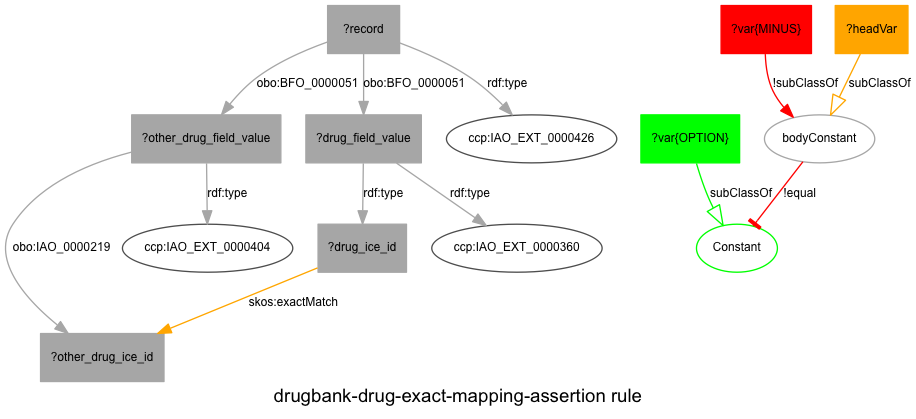 ?record
?var{MINUS}
?headVar
obo:BFO_0000051
obo:BFO_0000051
rdf:type
!subClassOf
subClassOf
?other_drug_field_value
?drug_field_value
ccp:IAO_EXT_0000426
?var{OPTION}
bodyConstant
rdf:type
rdf:type
rdf:type
subClassOf
!equal
obo:IAO_0000219
ccp:IAO_EXT_0000404
?drug_ice_id
ccp:IAO_EXT_0000360
Constant
skos:exactMatch
?other_drug_ice_id
drugbank-drug-exact-mapping-assertion rule